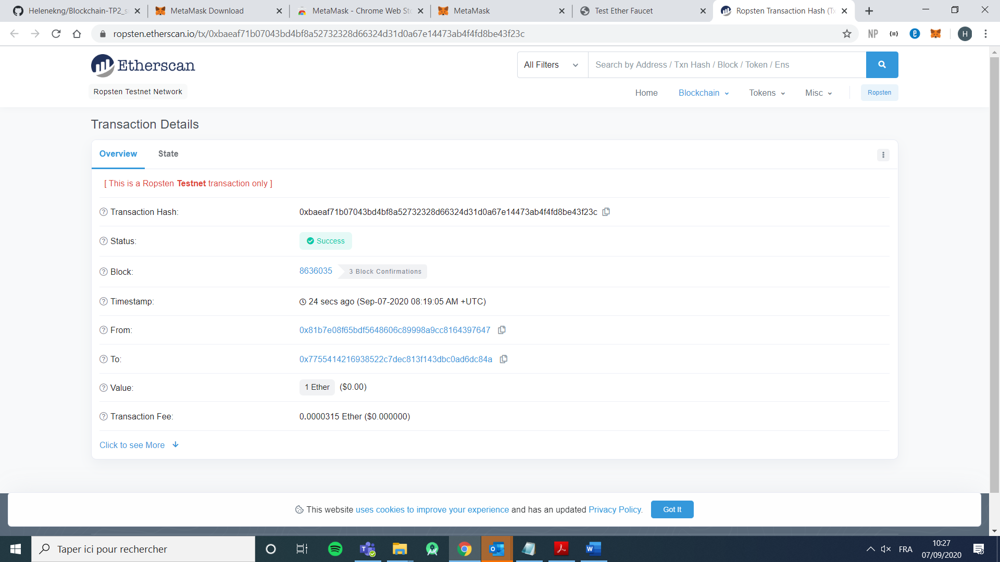 Helenekng/Blockchain-TP2_s
MetaMask Download
MetaMask - Chrome Web Sto
MetaMask
Test Ether Faucet
Ropsten Transaction Hash (Tx
ropsten.etherscan.io/tx/0xbaeaf71b07043bd4bf8a52732328d66324d31d0a67e14473ab4f4fd8be43f23c
NP
H
Etherscan
All Filters
Search by Address / Txn Hash / Block / Token / Ens
Ropsten Testnet Network
Home
Blockchain
Tokens
Misc
Ropsten
Transaction Details
Overview
State
[ This is a Ropsten Testnet transaction only ]
Transaction Hash:
0xbaeaf71b07043bd4bf8a52732328d66324d31d0a67e14473ab4f4fd8be43f23c
Status:
Success
Block:
8636035
3 Block Confirmations
Timestamp:
24 secs ago (Sep-07-2020 08:19:05 AM +UTC)
From:
0x81b7e08f65bdf5648606c89998a9cc8164397647
To:
0x7755414216938522c7dec813f143dbc0ad6dc84a
Value:
1 Ether
($0.00)
Transaction Fee:
0.0000315 Ether ($0.000000)
Click to see More
This website uses cookies to improve your experience and has an updated Privacy Policy.
Got It
Taper ici pour rechercher
FRA
10:27
07/09/2020